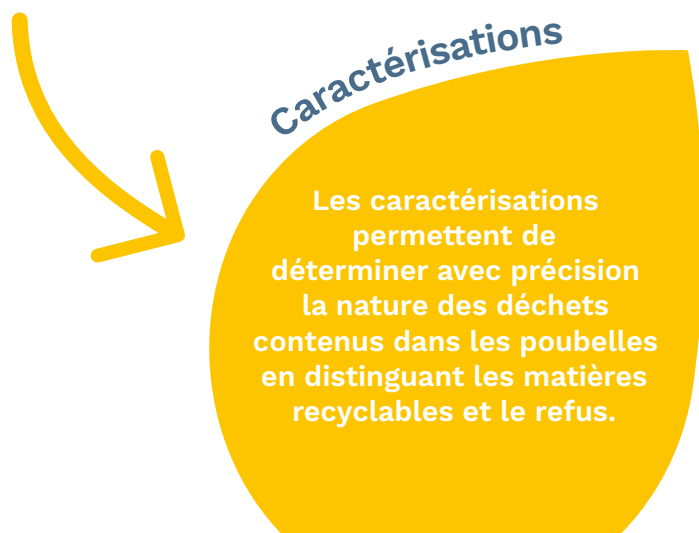 Caractérisations
Les caractérisations
permettent de
déterminer avec précision
la nature des déchets
contenus dans les poubelles
en distinguant les matières
recyclables et le refus.